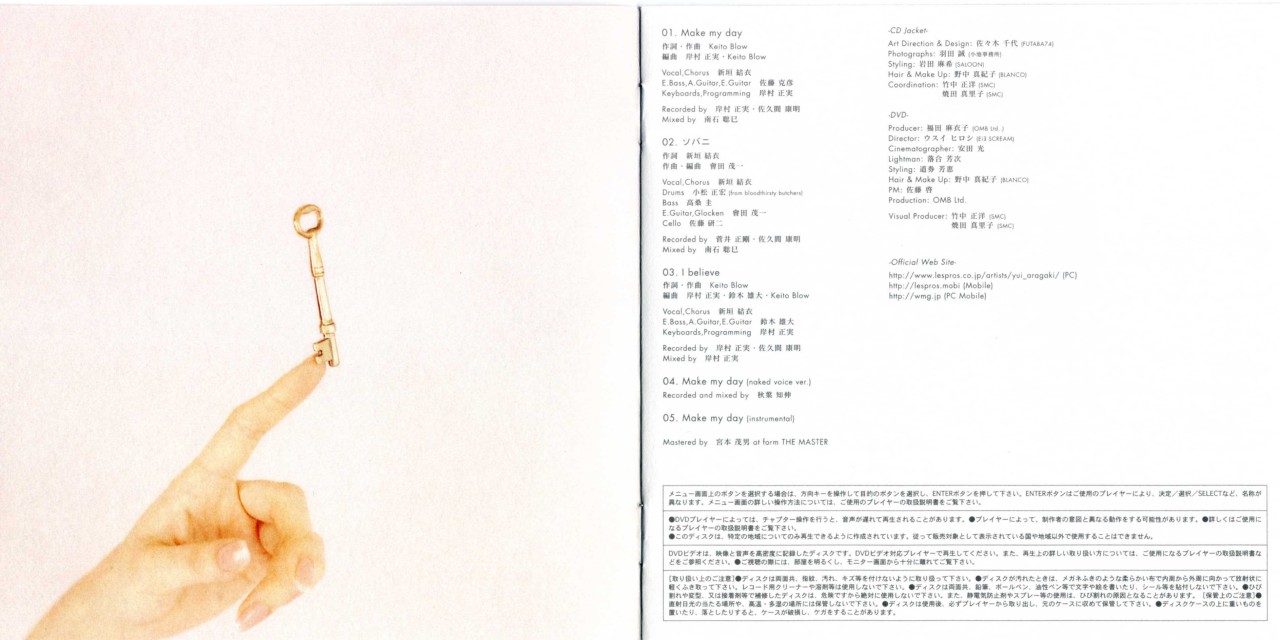 01. Make my day
作詞・作曲　Keito Blow
編曲　岸村 正実・Keito Blow
Vocal,Chorus　新垣 結衣
E.Bass,A.Guitar,E.Guitar　佐藤 克彦
Keyboards,Programming　岸村 正実
Recorded by　岸村 正実・佐久間 康明
Mixed by　南石 聡巳
02. ソバニ
作詞　新垣 結衣
作曲・編曲　會田 茂一
Vocal,Chorus　新垣 結衣
Drums　小松 正宏 (from bloodthirsty butchers)
Bass　高桑 圭
E.Guitar,Glocken　會田 茂一
Cello　佐藤 研二
Recorded by　菅井 正剛・佐久間 康明
Mixed by　南石 聡巳
03. I believe
作詞・作曲　Keito Blow
編曲　岸村 正実・鈴木 雄大・Keito Blow
Vocal,Chorus　新垣 結衣
E.Bass,A.Guitar,E.Guitar　鈴木 雄大
Keyboards,Programming　岸村 正実
Recorded by　岸村 正実・佐久間 康明
Mixed by　岸村 正実
04. Make my day (naked voice ver.)
Recorded and mixed by　秋葉 知伸
05. Make my day (instrumental)
Mastered by　宮本 茂男 at form THE MASTER
-CD Jacket-
Art Direction & Design: 佐々木 千代 (FUTABA74)
Photographs: 羽田 誠
Styling: 岩田 麻希 (SALOON)
Hair & Make Up: 野中 真紀子 (BLANCO)
Coordination: 竹中 正洋 (SMC)
焼田 真里子 (SMC)
-DVD-
Producer: 福田 麻衣子 (OMB Ltd.)
Director: ウスイ ヒロシ (Ei3 SCREAM)
Cinematographer: 安田 光
Lightman: 落合 芳次
Styling: 道券 芳恵
Hair & Make Up: 野中 真紀子 (BLANCO)
PM: 佐藤 啓
Production: OMB Ltd.
Visual Producer: 竹中 正洋 (SMC)
焼田 真里子 (SMC)
-Official Web Site-
http://www.lespros.co.jp/artists/yui_aragaki/ (PC)
http://lespros.mobi (Mobile)
http://wmg.jp (PC Mobile)
メニュー画面上のボタンを選択する場合は、方向キーを操作して目的のボタンを選択し、ENTERボタンを押して下さい。ENTERボタンはご使用のプレイヤーにより、決定／選択／SELECTなど、名称が
異なります。メニュー画面の詳しい操作方法については、ご使用のプレイヤーの取扱説明書をご覧下さい。
●DVDプレイヤーによっては、チャプター操作を行うと、音声が遅れて再生されることがあります。●プレイヤーによって、制作者の意図と異なる動作をする可能性があります。●詳しくはご使用に
なるプレイヤーの取扱説明書をご覧下さい。
●このディスクは、特定の地域についてのみ再生できるように作成されています。従って販売対象として表示されている国や地域以外で使用することはできません。
DVDビデオは、映像と音声を高密度に記録したディスクです。DVDビデオ対応プレイヤーで再生してください。また、再生上の詳しい取り扱い方については、ご使用になるプレイヤーの取扱説明書な
どをご参照ください。●ご視聴の際には、部屋を明るくし、モニター画面から十分に離れてご覧下さい。
[取り扱い上のご注意]●ディスクは両面共、指紋、汚れ、キズ等を付けないように取り扱って下さい。●ディスクが汚れたときは、メガネふきのような柔らかい布で内周から外周に向かって放射状に
軽くふき取って下さい。レコード用クリーナーや溶剤等は使用しないで下さい。●ディスクは両面共、鉛筆、ボールペン、油性ペン等で文字や絵を書いたり、シール等を貼付しないで下さい。●ひび
割れや変型、又は接着剤等で補修したディスクは、危険ですから絶対に使用しないで下さい。また、静電気防止剤やスプレー等の使用は、ひび割れの原因となることがあります。[保管上のご注意]●
直射日光の当たる場所や、高温・多湿の場所には保管しないで下さい。●ディスクは使用後、必ずプレイヤーから取り出し、元のケースに収めて保管して下さい。●ディスクケースの上に重いものを
置いたり、落としたりすると、ケースが破損し、ケガをすることがあります。